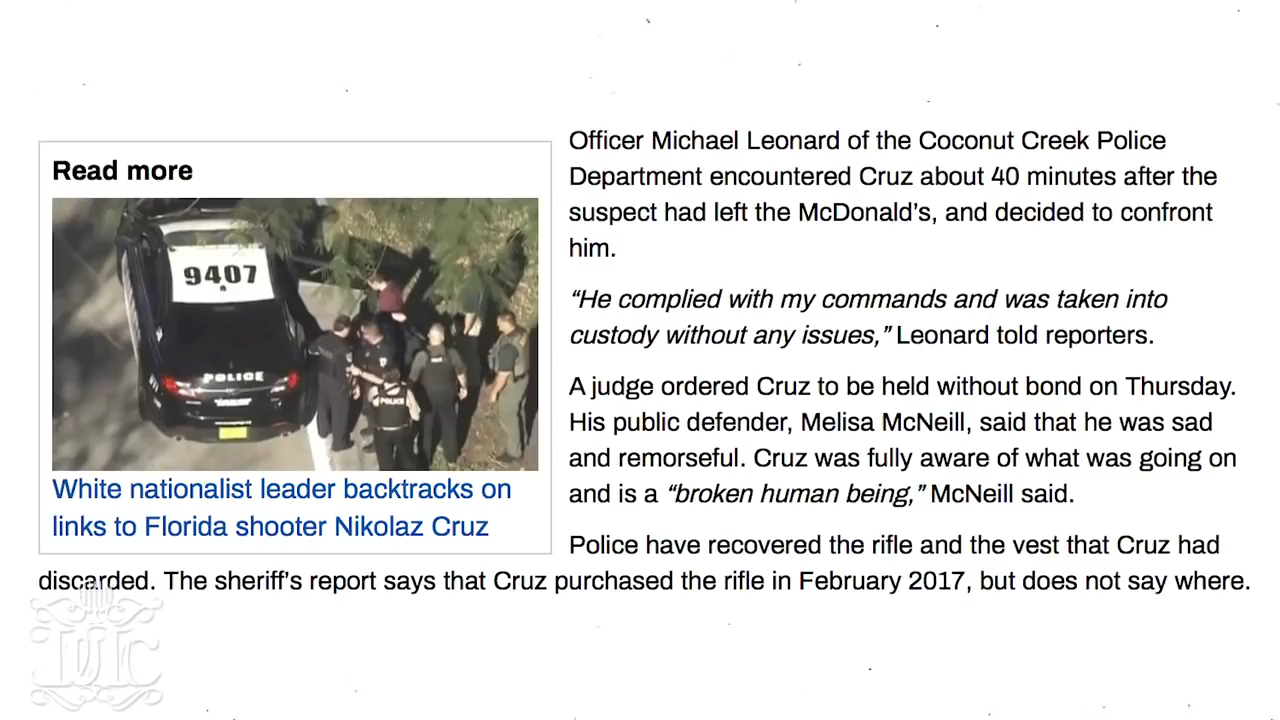 Read more
9407
POLICE
POLICE
White nationalist leader backtracks on
links to Florida shooter Nikolaz Cruz
Officer Michael Leonard of the Coconut Creek Police
Department encountered Cruz about 40 minutes after the
suspect had left the McDonald’s, and decided to confront
him.
“He complied with my commands and was taken into
custody without any issues,” Leonard told reporters.
A judge ordered Cruz to be held without bond on Thursday.
His public defender, Melisa McNeill, said that he was sad
and remorseful. Cruz was fully aware of what was going on
and is a “broken human being,” McNeill said.
Police have recovered the rifle and the vest that Cruz had
discarded. The sheriff’s report says that Cruz purchased the rifle in February 2017, but does not say where.